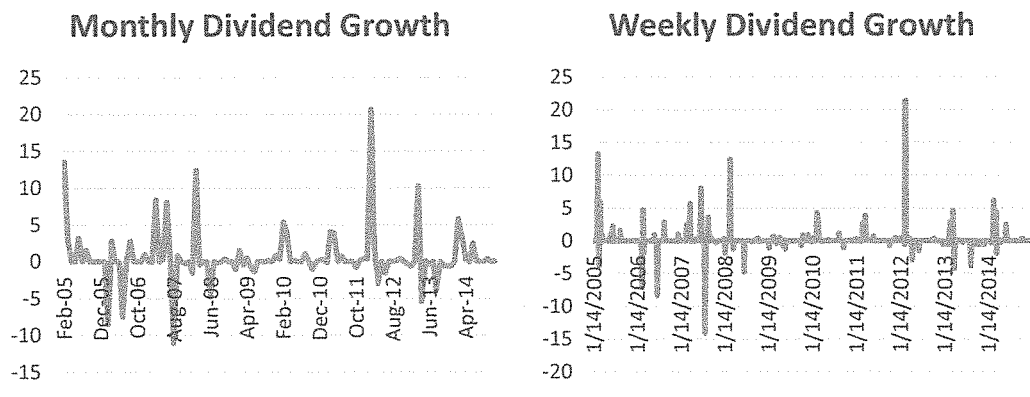 Monthly Dividend Growth
25
20
15
10
5
0
-5
-10
-15
Feb-05
Dec-05
Oct-06
Aug-07
Jun-08
Apr-09
Feb-10
Dec-10
Oct-11
Aug-12
Jun-13
Apr-14
Weekly Dividend Growth
25
20
15
10
5
0
-5
-10
-15
-20
1/14/2005
1/14/2006
1/14/2007
1/14/2008
1/14/2009
1/14/2010
1/14/2011
1/14/2012
1/14/2013
1/14/2014